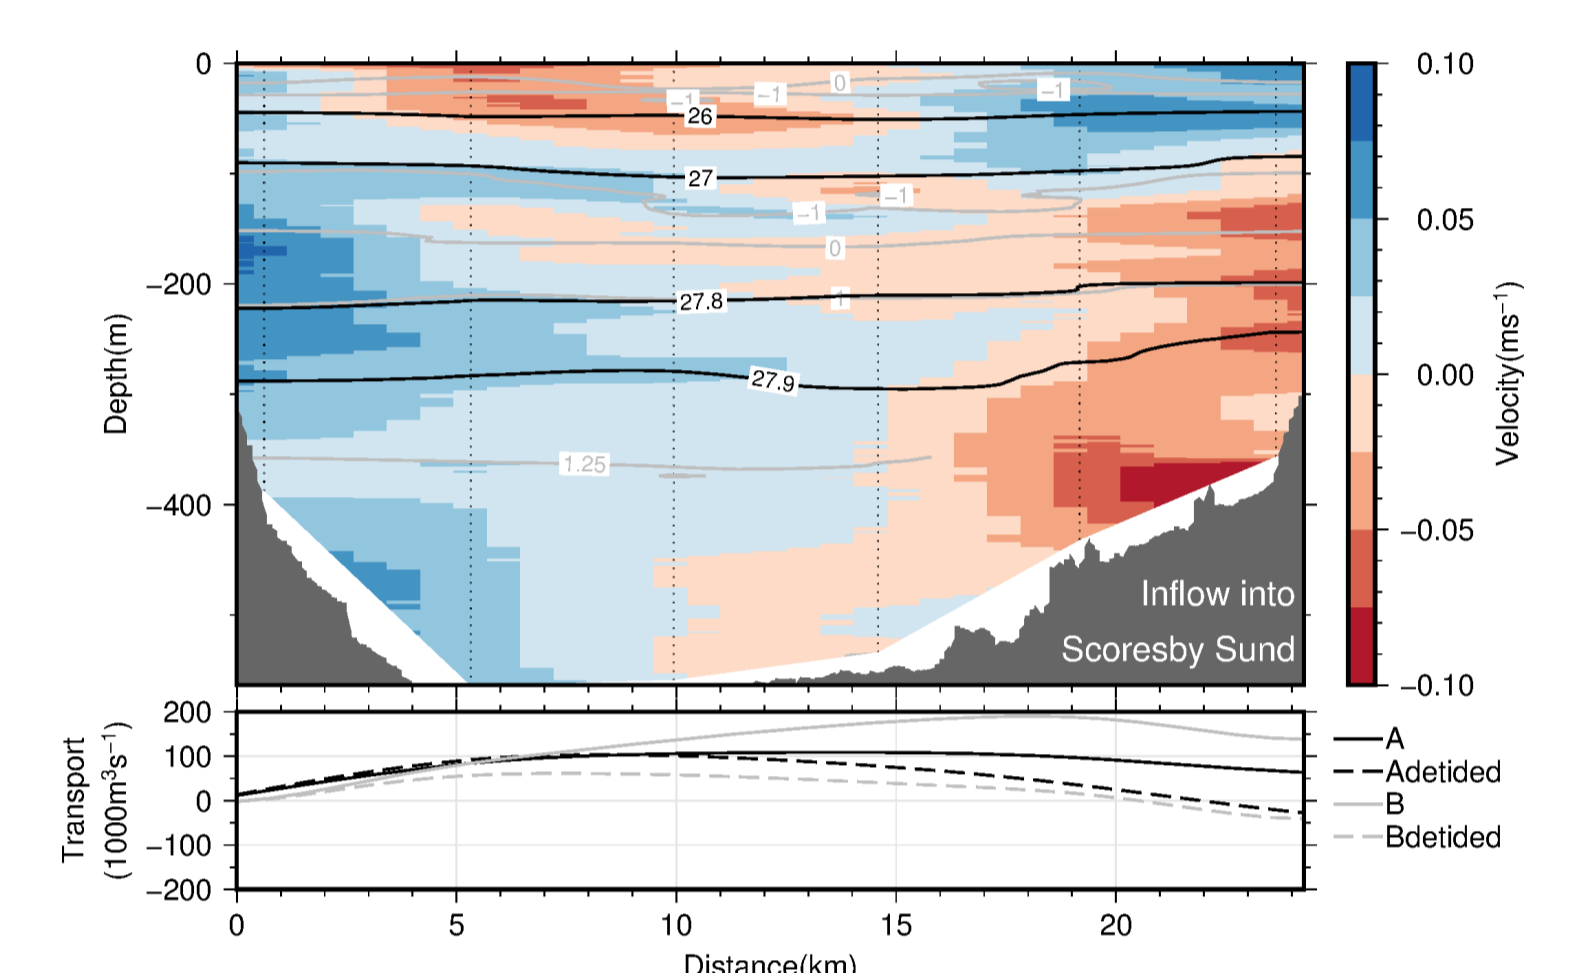 0
−200
−400
Depth(m)
0
−1
−1
−1
26
27
−1
−1
0
27.8
1
27.9
1.25
Inflow into
Scoresby Sund
0.10
0.05
0.00
−0.05
−0.10
Velocity(ms⁻¹)
200
100
0
−100
−200
Transport
(1000m³s⁻¹)
A
Adetided
B
Bdetided
0 5 10 15 20
Distance(km)